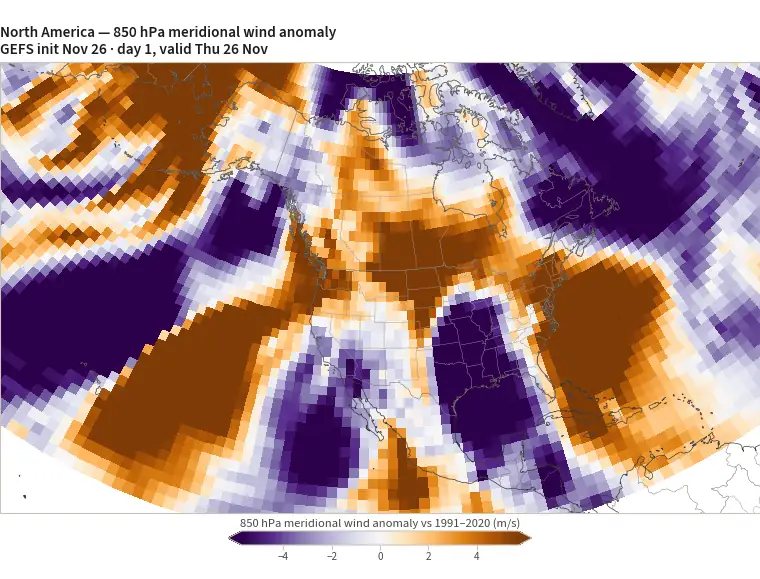 North America — 850 hPa meridional wind anomaly
GEFS init Nov 26 · day 1, valid Thu 26 Nov
850 hPa meridional wind anomaly vs 1991–2020 (m/s)
−4 −2 0 2 4